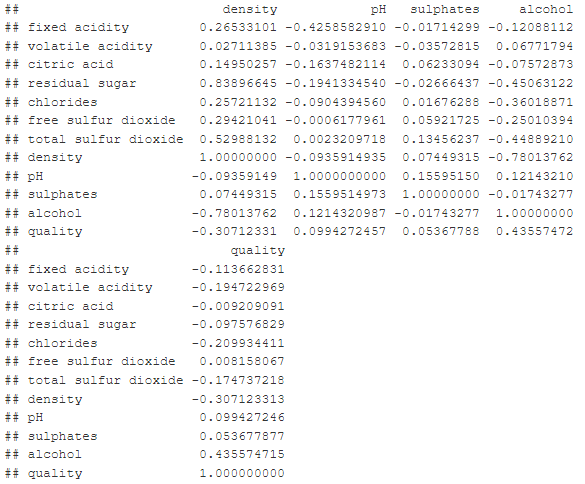 ##                         density            pH   sulphates     alcohol
## fixed acidity         0.26533101 -0.4258582910 -0.01714299 -0.12088112
## volatile acidity      0.02711385 -0.0319153683 -0.03572815  0.06771794
## citric acid           0.14950257 -0.1637482114  0.06233094 -0.07572873
## residual sugar        0.83896645 -0.1941334540 -0.02666437 -0.45063122
## chlorides             0.25721132 -0.0904394560  0.01676288 -0.36018871
## free sulfur dioxide   0.29421041 -0.0006177961  0.05921725 -0.25010394
## total sulfur dioxide  0.52988132  0.0023209718  0.13456237 -0.44889210
## density               1.00000000 -0.0935914935  0.07449315 -0.78013762
## pH                   -0.09359149  1.0000000000  0.15595150  0.12143210
## sulphates             0.07449315  0.1559514973  1.00000000 -0.01743277
## alcohol              -0.78013762  0.1214320987 -0.01743277  1.00000000
## quality              -0.30712331  0.0994272457  0.05367788  0.43557472
##                           quality
## fixed acidity        -0.113662831
## volatile acidity     -0.194722969
## citric acid          -0.009209091
## residual sugar       -0.097576829
## chlorides            -0.209934411
## free sulfur dioxide   0.008158067
## total sulfur dioxide -0.174737218
## density              -0.307123313
## pH                    0.099427246
## sulphates             0.053677877
## alcohol               0.435574715
## quality               1.000000000